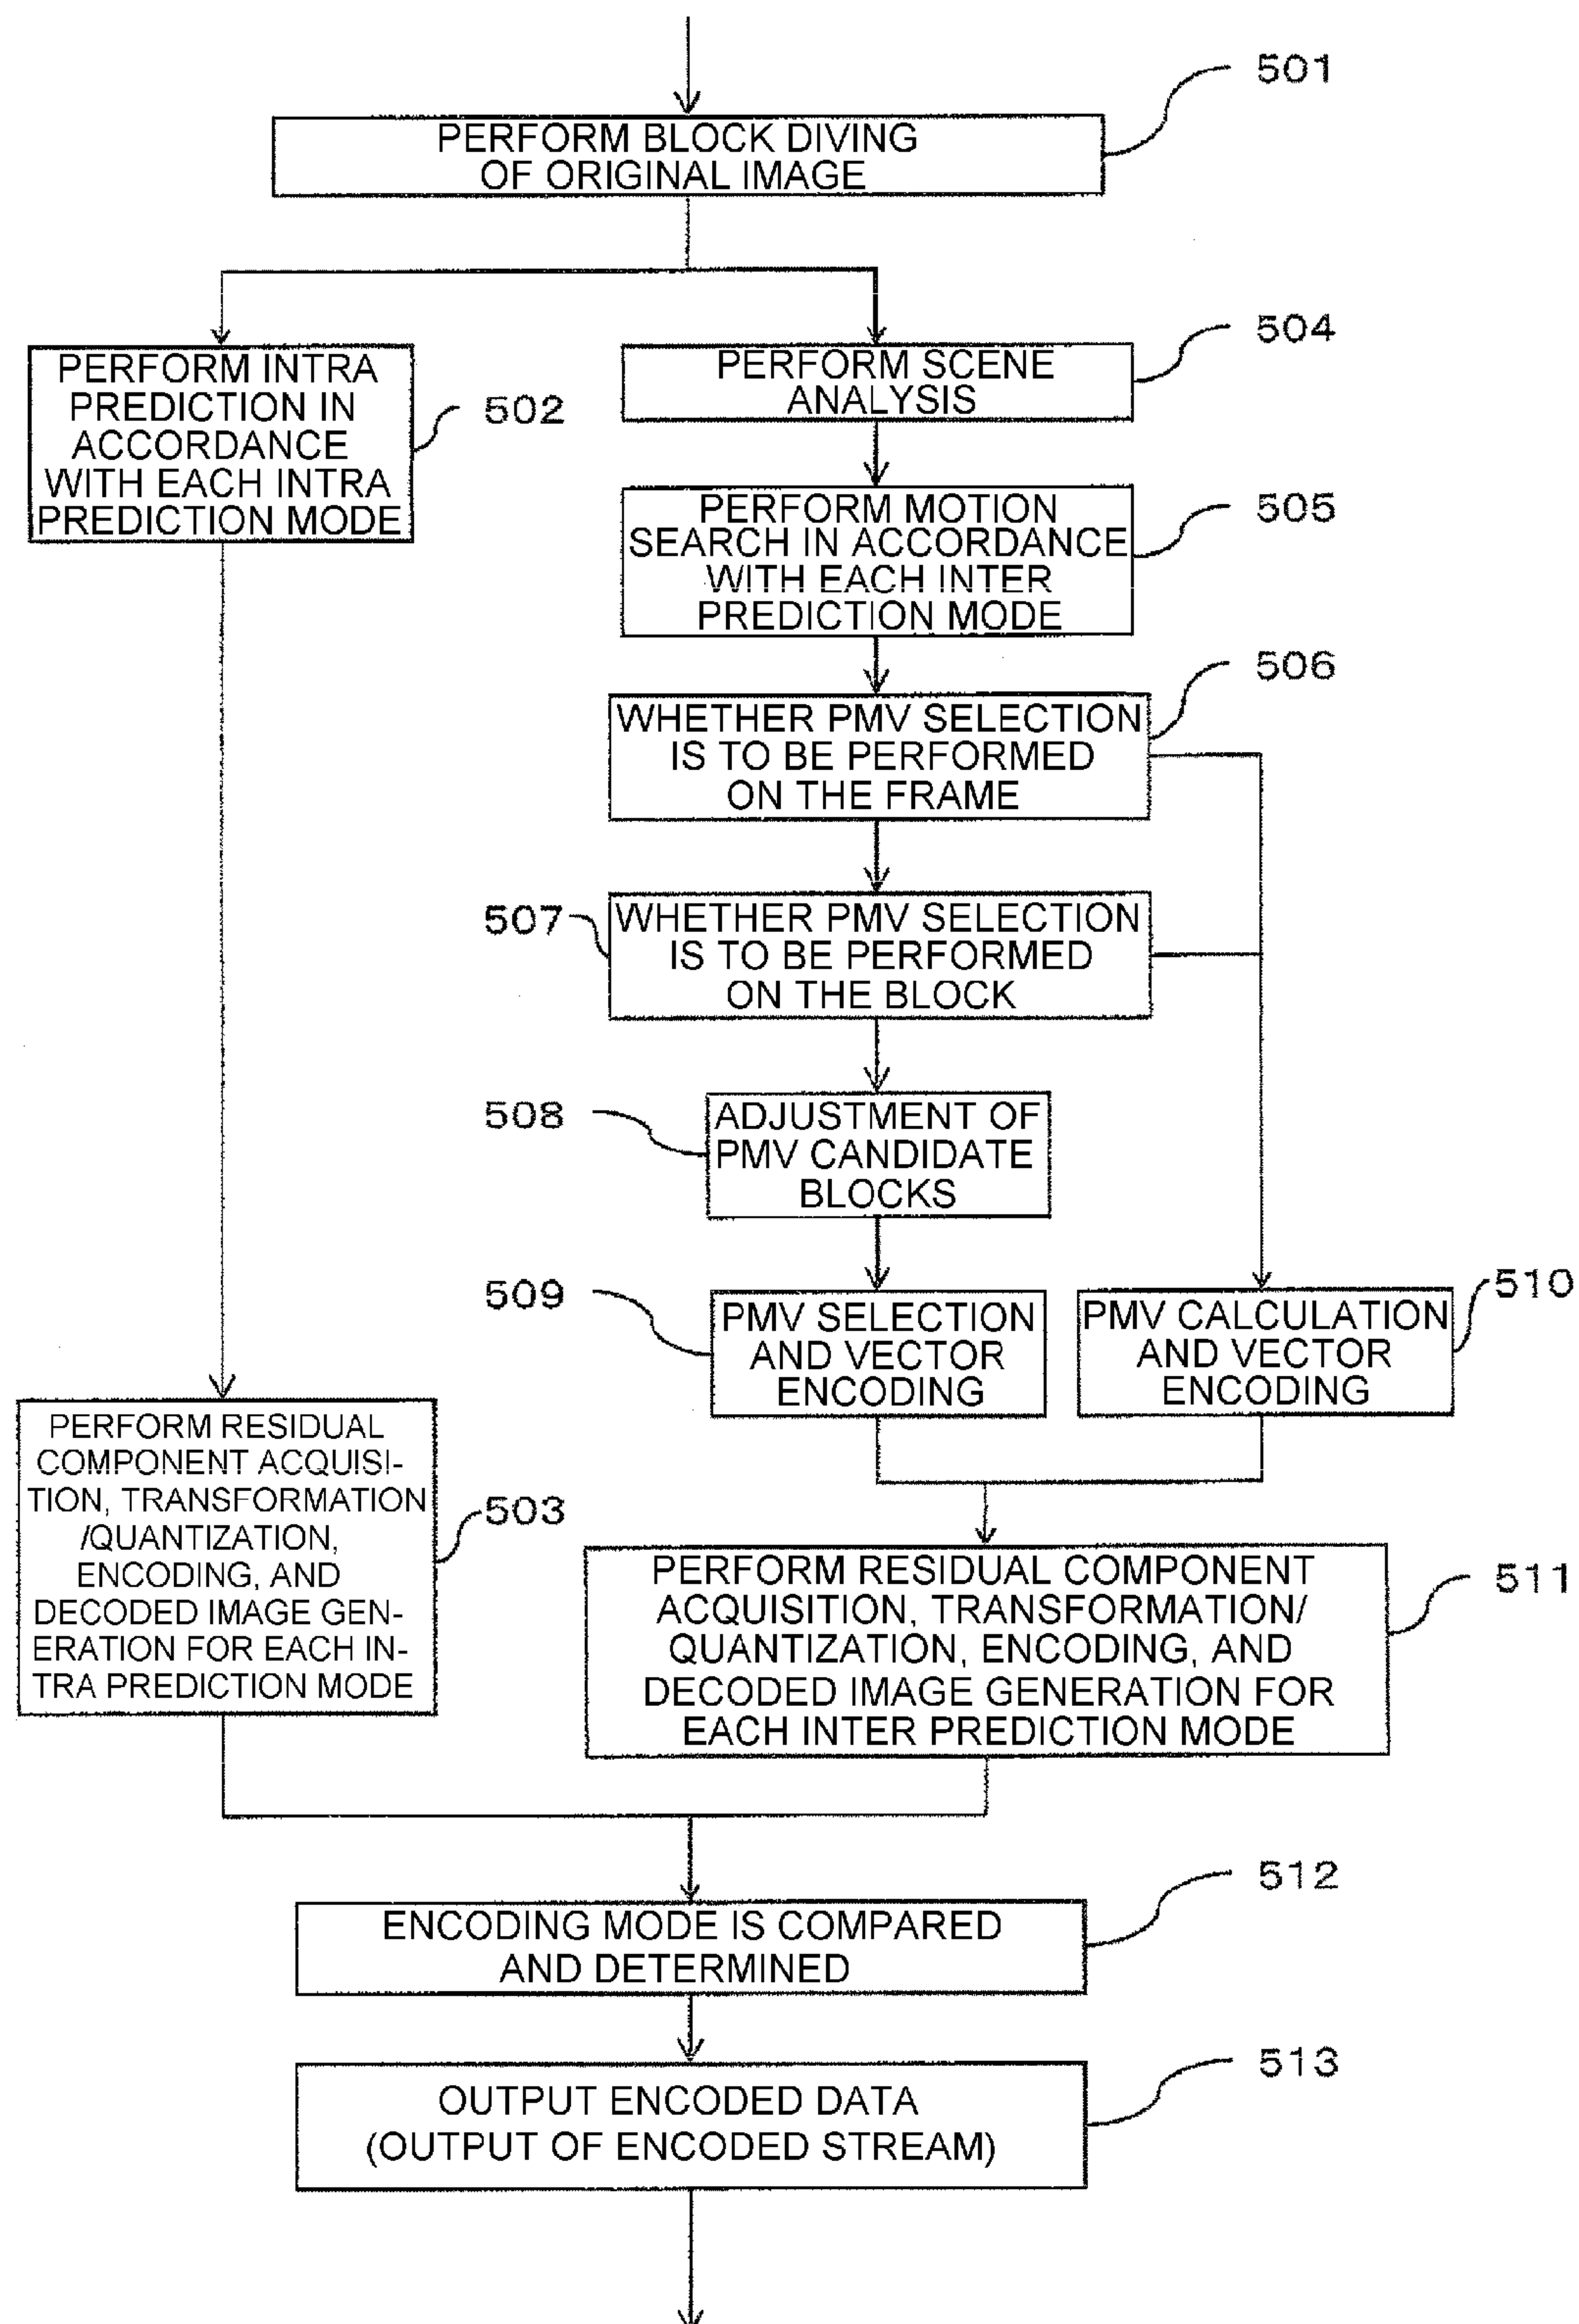 501
PERFORM BLOCK DIVING
OF ORIGINAL IMAGE
PERFORM INTRA
PREDICTION IN
ACCORDANCE
WITH EACH INTRA
PREDICTION MODE
502
504
PERFORM SCENE
ANALYSIS
505
PERFORM MOTION
SEARCH IN ACCORDANCE
WITH EACH INTER
PREDICTION MODE
506
WHETHER PMV SELECTION
IS TO BE PERFORMED
ON THE FRAME
507
WHETHER PMV SELECTION
IS TO BE PERFORMED
ON THE BLOCK
508
ADJUSTMENT OF
PMV CANDIDATE
BLOCKS
509
PMV SELECTION
AND VECTOR
ENCODING
510
PMV CALCULATION
AND VECTOR
ENCODING
PERFORM RESIDUAL
COMPONENT ACQUISI-
TION, TRANSFORMATION
/QUANTIZATION,
ENCODING, AND
DECODED IMAGE GEN-
ERATION FOR EACH IN-
TRA PREDICTION MODE
503
PERFORM RESIDUAL COMPONENT
ACQUISITION, TRANSFORMATION/
QUANTIZATION, ENCODING, AND
DECODED IMAGE GENERATION FOR
EACH INTER PREDICTION MODE
511
512
ENCODING MODE IS COMPARED
AND DETERMINED
513
OUTPUT ENCODED DATA
(OUTPUT OF ENCODED STREAM)